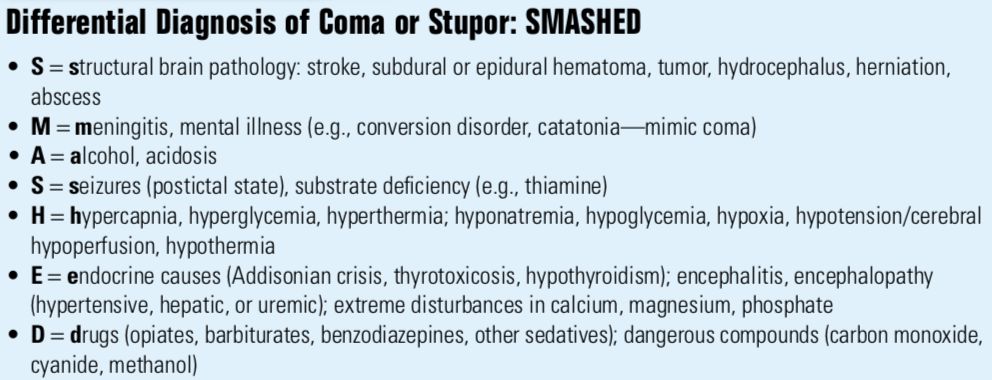 Differential Diagnosis of Coma or Stupor: SMASHED
• S = structural brain pathology: stroke, subdural or epidural hematoma, tumor, hydrocephalus, herniation,
abscess
• M = meningitis, mental illness (e.g., conversion disorder, catatonia—mimic coma)
• A = alcohol, acidosis
• S = seizures (postictal state), substrate deficiency (e.g., thiamine)
• H = hypercapnia, hyperglycemia, hyperthermia; hyponatremia, hypoglycemia, hypoxia, hypotension/cerebral
hypoperfusion, hypothermia
• E = endocrine causes (Addisonian crisis, thyrotoxicosis, hypothyroidism); encephalitis, encephalopathy
(hypertensive, hepatic, or uremic); extreme disturbances in calcium, magnesium, phosphate
• D = drugs (opiates, barbiturates, benzodiazepines, other sedatives); dangerous compounds (carbon monoxide,
cyanide, methanol)